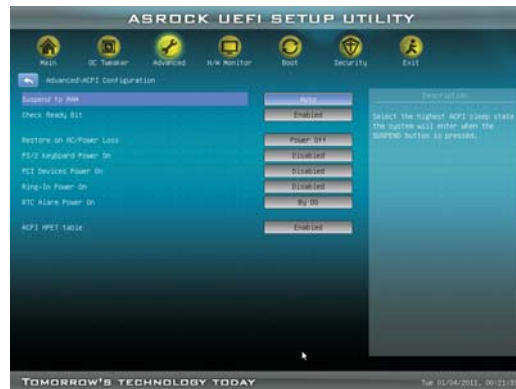 ASROCK UEFI SETUP UTILITY
Main OC Tweaker Advanced H/W Monitor Boot Security Exit
Advanced\ACPI Configuration
Suspend to RAM Auto
Check Ready Bit Enabled
Restore on AC/Power Loss Power Off
PS/2 Keyboard Power On Disabled
PCI Devices Power On Disabled
Ring-In Power On Disabled
RTC Alarm Power On By OS
ACPI HPET table Enabled
Description
Select the highest ACPI sleep state
the system will enter when the
SUSPEND button is pressed.
TOMORROW'S TECHNOLOGY TODAY
Tue 01/04/2011,